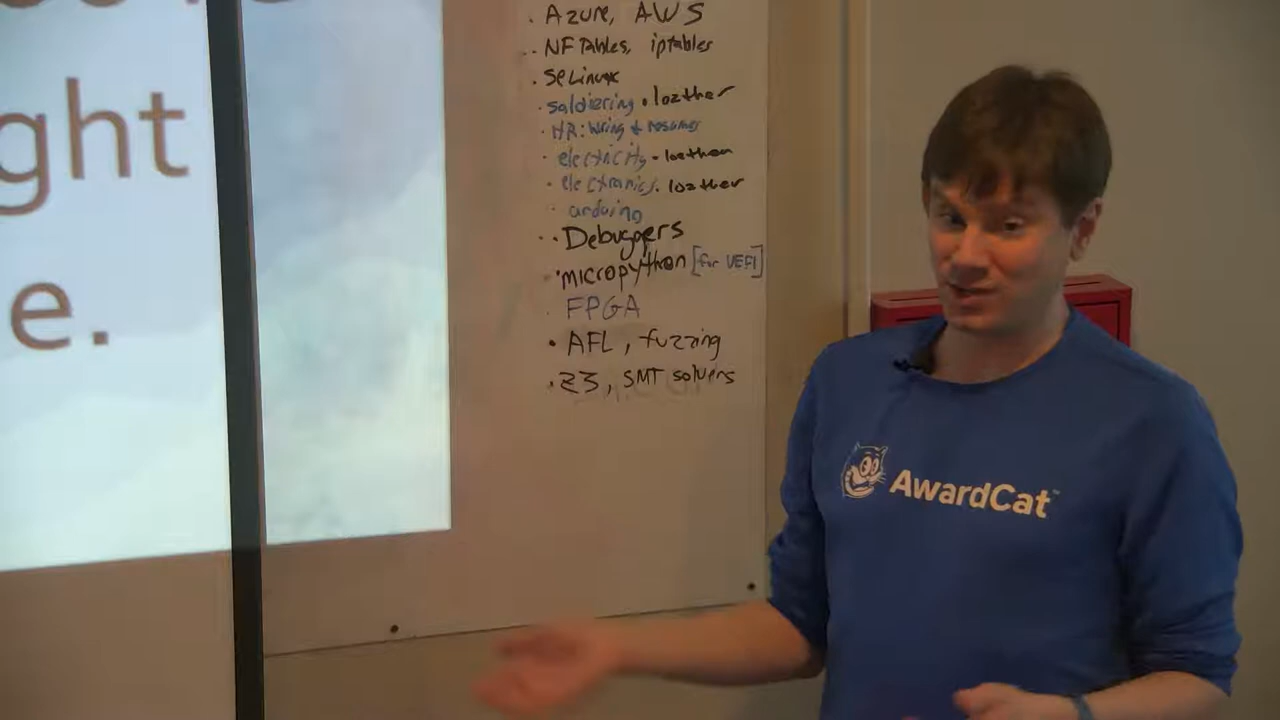 ght
e.
. Azure, AWS
.. NFTables, iptables
. SELinux
. soldiering . loather
. HR: hiring + resumes
. electricity . loather
. electronics. loather
. arduino
.. Debuggers
. micropython [for UEFI]
. FPGA
. AFL, fuzzing
. Z3, SMT solvers
AwardCat™